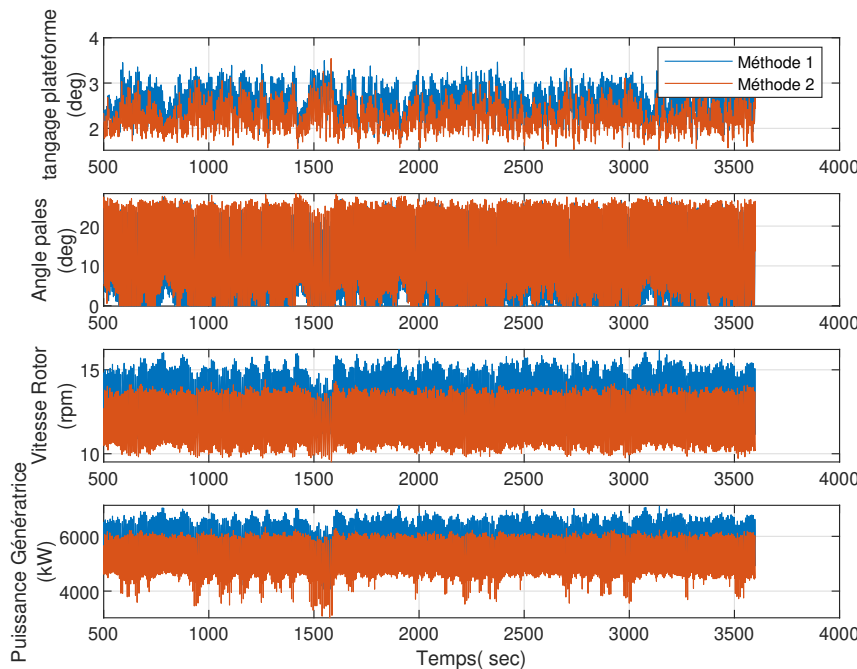 tangage plateforme
(deg)
4
3
2
Méthode 1
Méthode 2
500 1000 1500 2000 2500 3000 3500 4000
Angle pales
(deg)
20
10
0
500 1000 1500 2000 2500 3000 3500 4000
Vitesse Rotor
(rpm)
15
10
500 1000 1500 2000 2500 3000 3500 4000
Puissance Génératrice
(kW)
6000
4000
500 1000 1500 2000 2500 3000 3500 4000
Temps( sec)